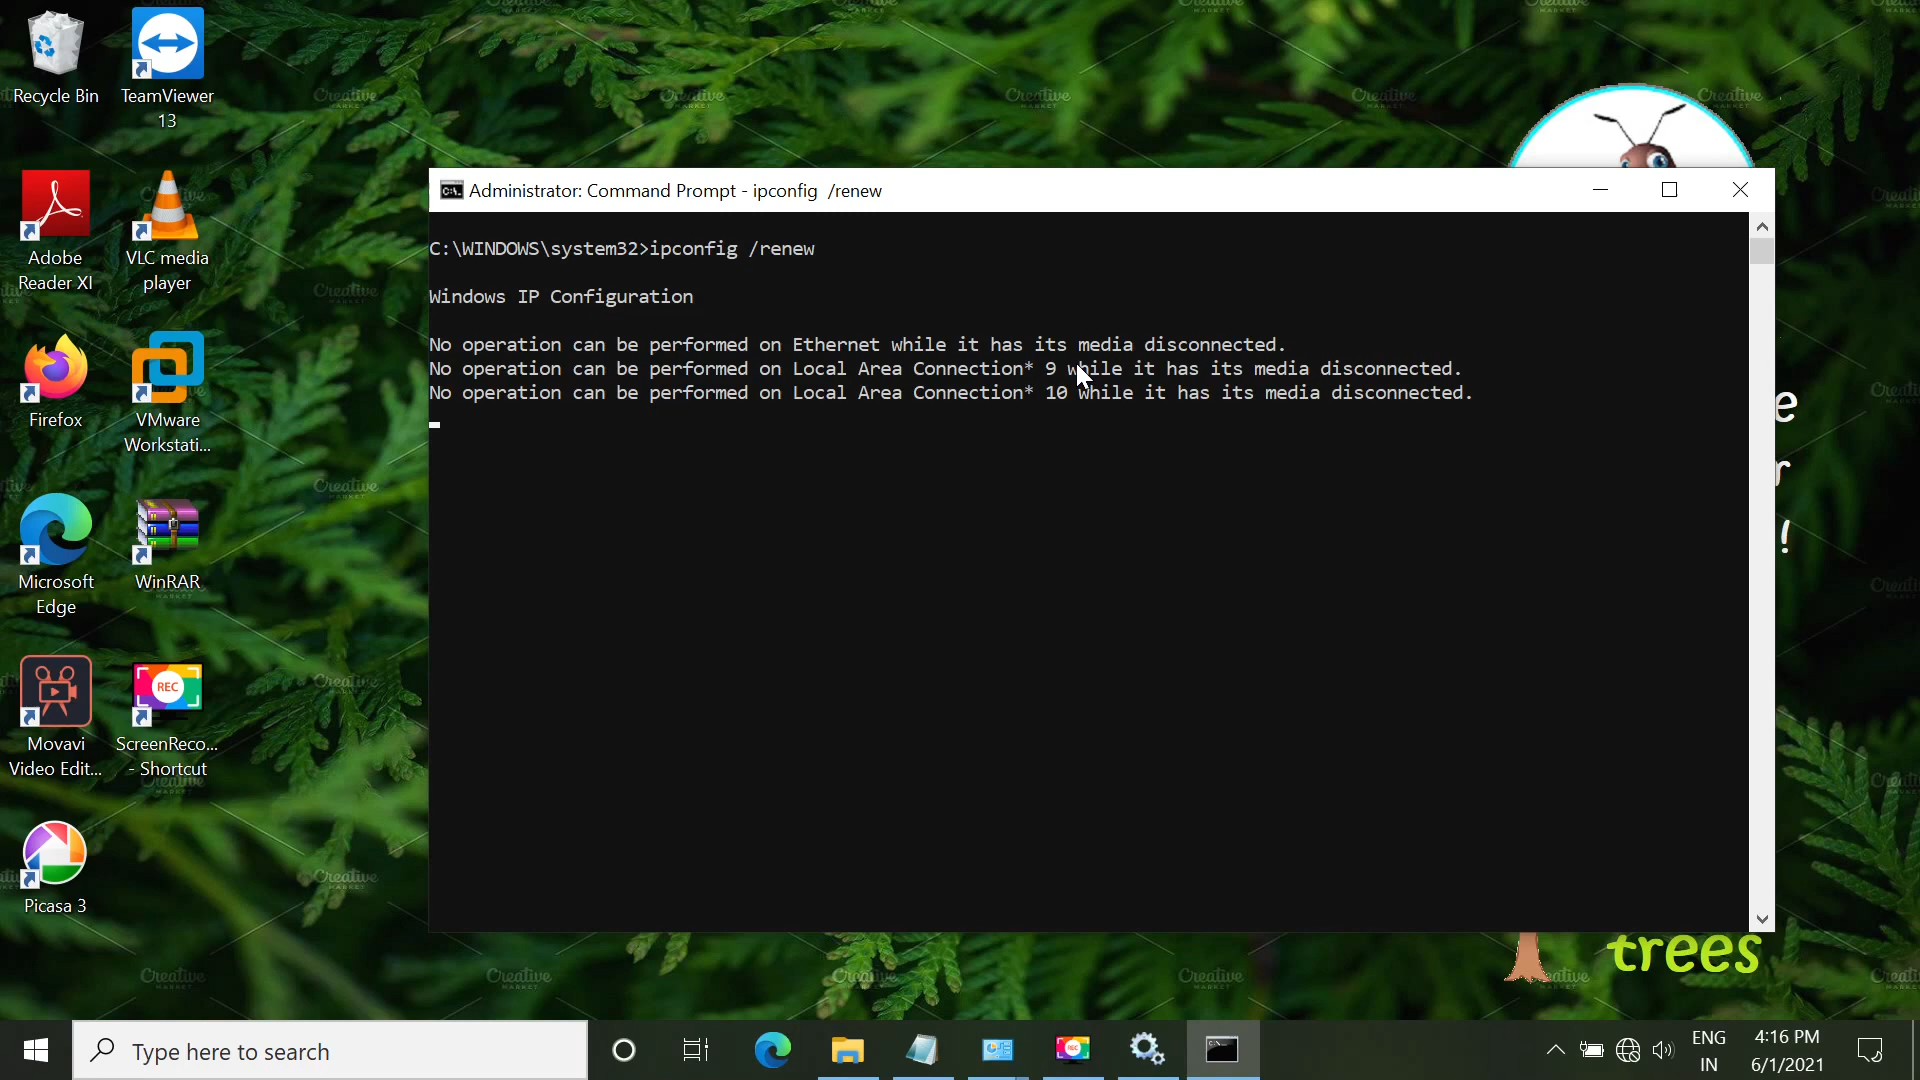 Recycle Bin
TeamViewer
13
Adobe
Reader XI
VLC media
player
Firefox
VMware
Workstati...
Microsoft
Edge
WinRAR
Movavi
Video Edit...
REC
ScreenReco...
- Shortcut
Picasa 3
Administrator: Command Prompt - ipconfig  /renew
C:\WINDOWS\system32>ipconfig /renew
Windows IP Configuration
No operation can be performed on Ethernet while it has its media disconnected.
No operation can be performed on Local Area Connection* 9 while it has its media disconnected.
No operation can be performed on Local Area Connection* 10 while it has its media disconnected.
e
r
!
trees
Creative
MARKET
Type here to search
REC
ENG
IN
4:16 PM
6/1/2021